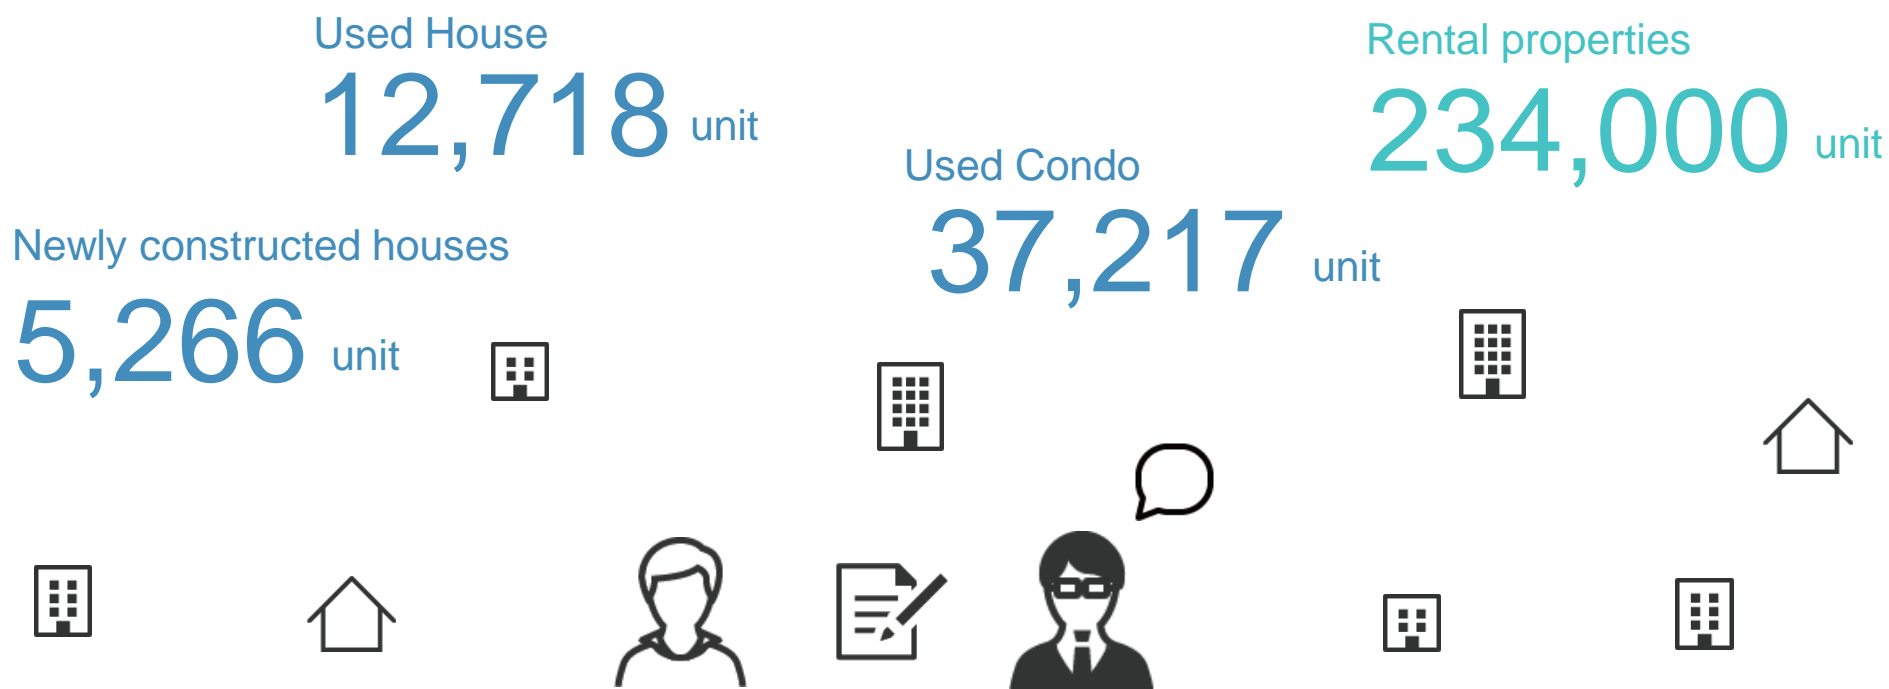 Used House
12,718 unit
Rental properties
234,000 unit
Used Condo
37,217 unit
Newly constructed houses
5,266 unit